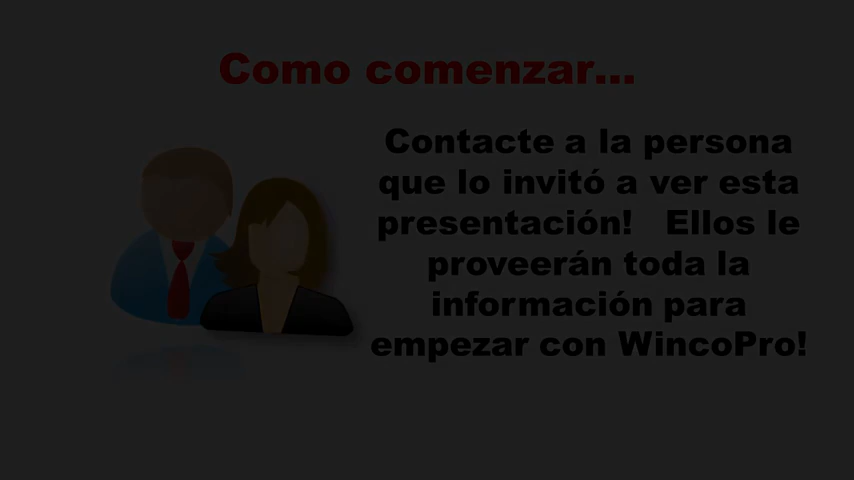 Como comenzar...
Contacte a la persona
que lo invitó a ver esta
presentación!   Ellos le
proveerán toda la
información para
empezar con WincoPro!